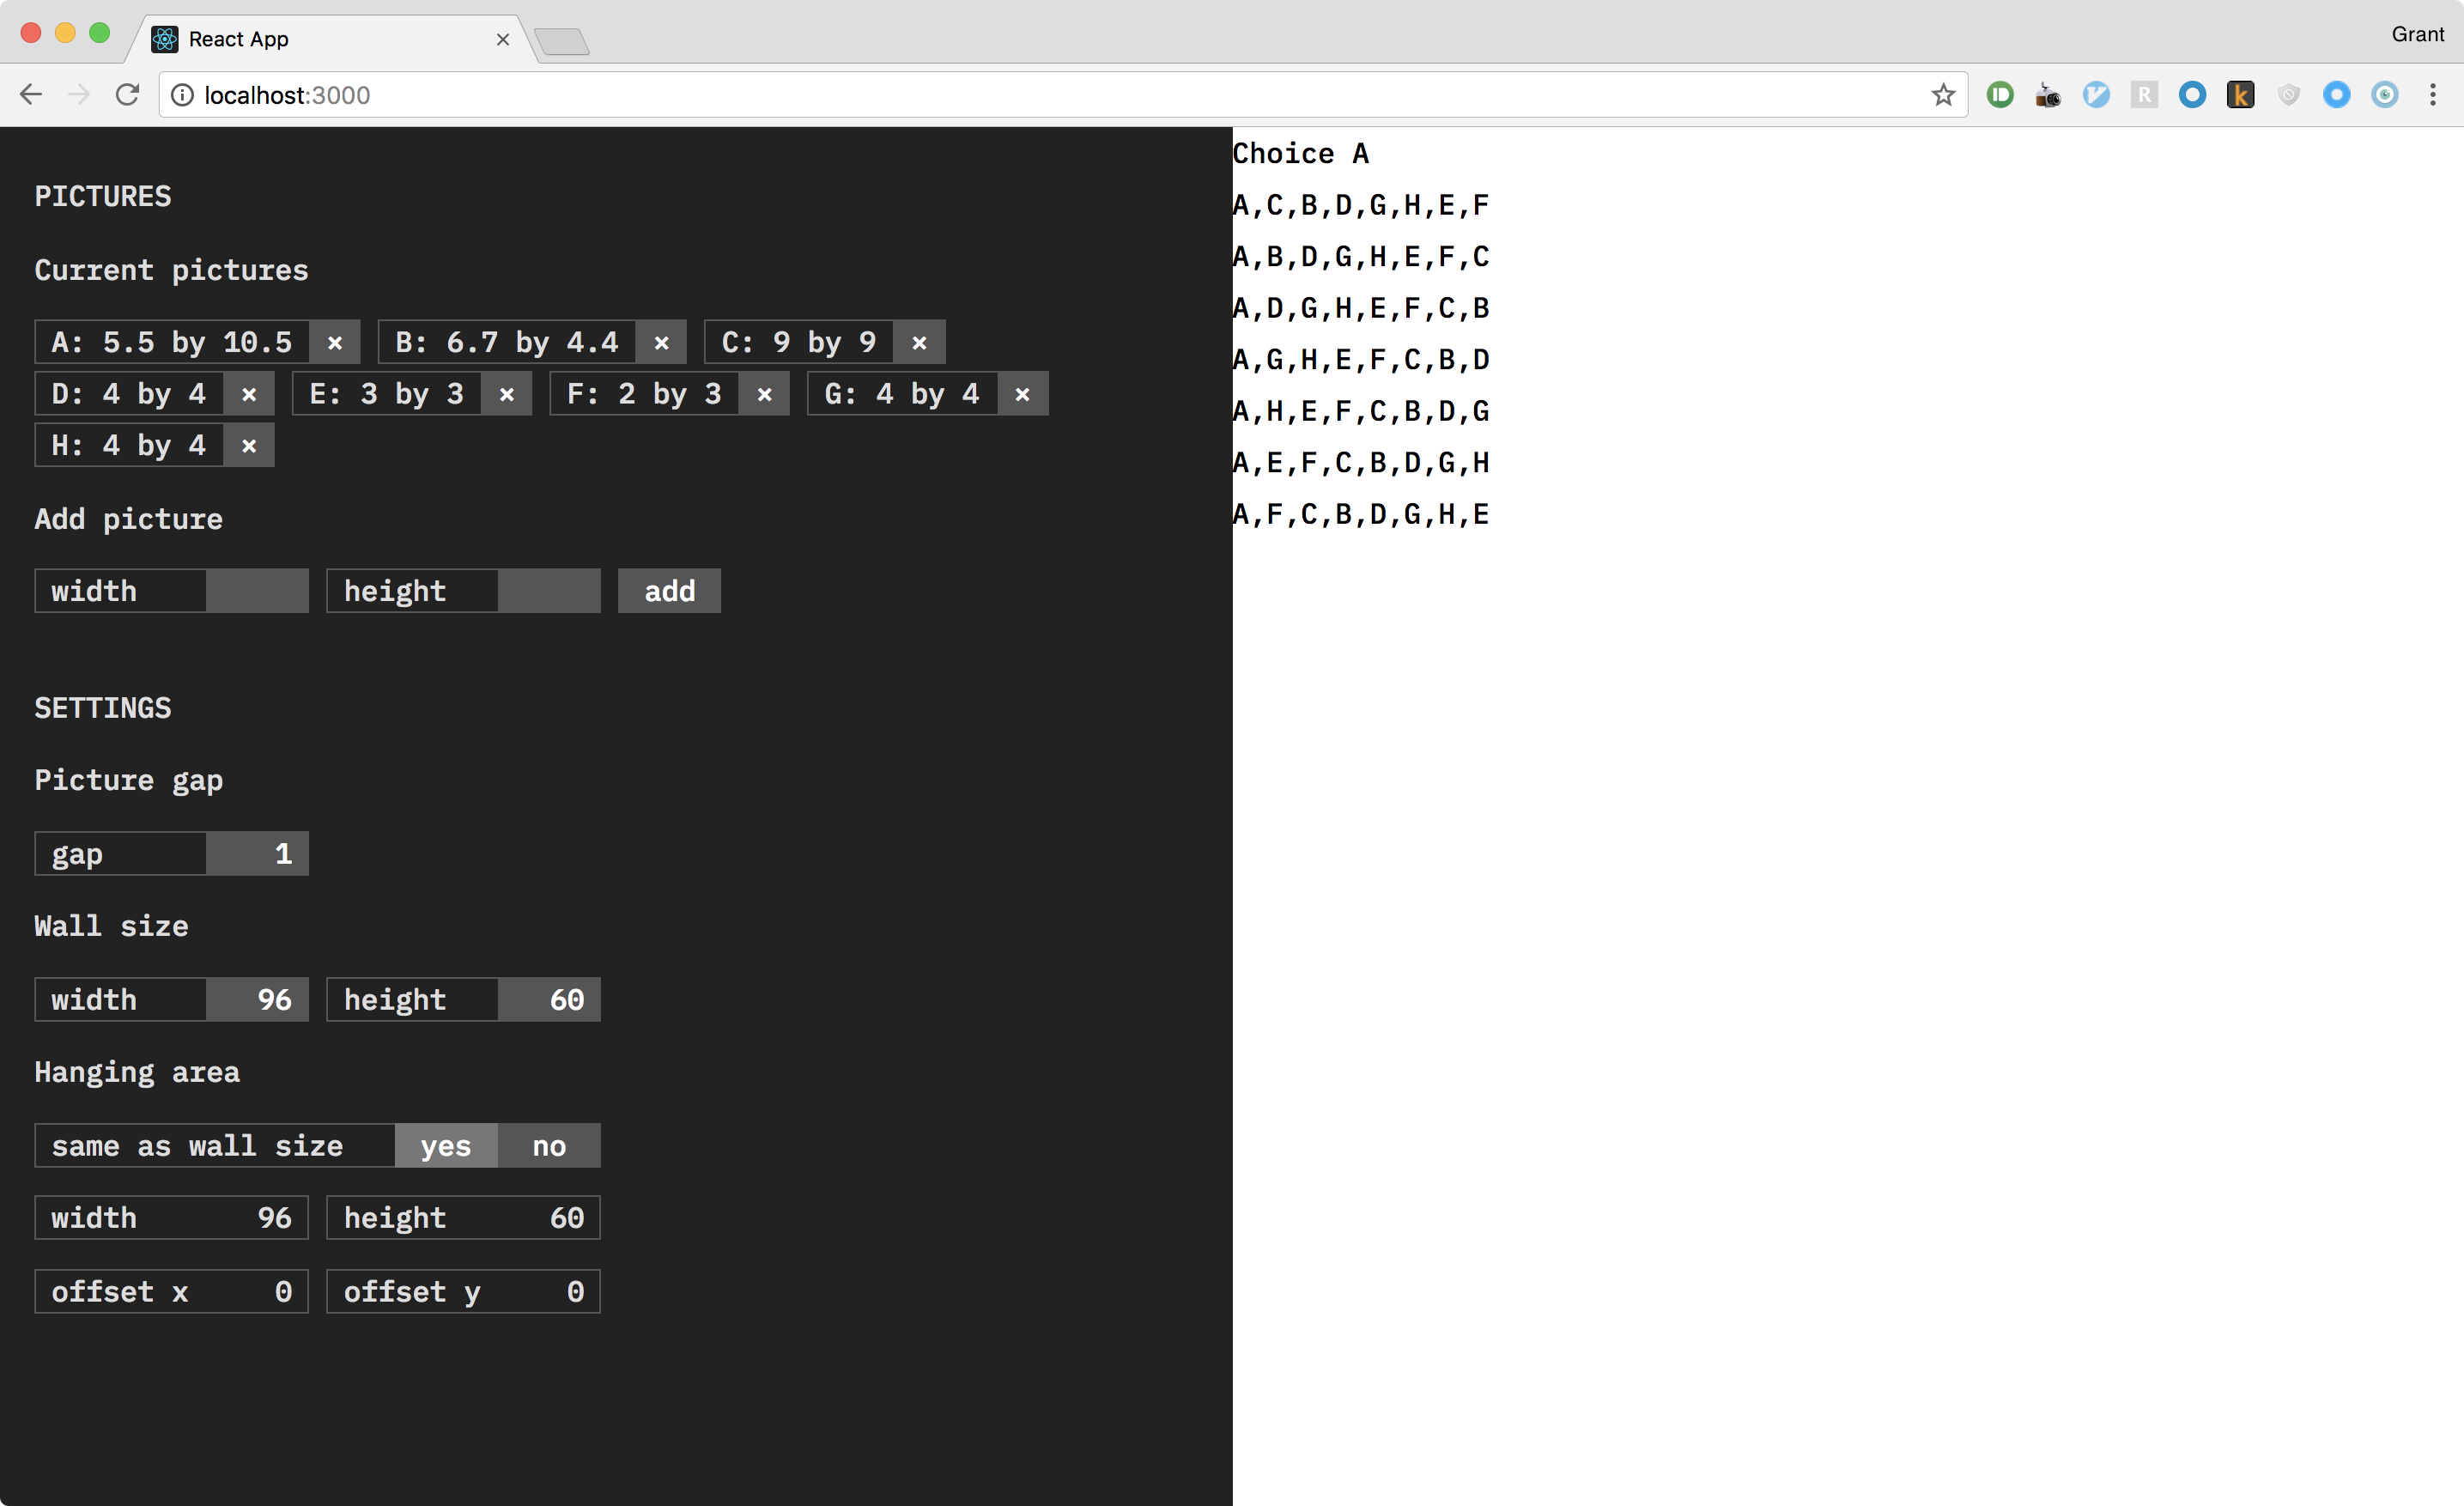 React App ×
Grant
localhost:3000
PICTURES
Current pictures
A: 5.5 by 10.5 × B: 6.7 by 4.4 × C: 9 by 9 ×
D: 4 by 4 × E: 3 by 3 × F: 2 by 3 × G: 4 by 4 ×
H: 4 by 4 ×
Add picture
width height add
SETTINGS
Picture gap
gap 1
Wall size
width 96 height 60
Hanging area
same as wall size yes no
width 96 height 60
offset x 0 offset y 0
Choice A
A,C,B,D,G,H,E,F
A,B,D,G,H,E,F,C
A,D,G,H,E,F,C,B
A,G,H,E,F,C,B,D
A,H,E,F,C,B,D,G
A,E,F,C,B,D,G,H
A,F,C,B,D,G,H,E